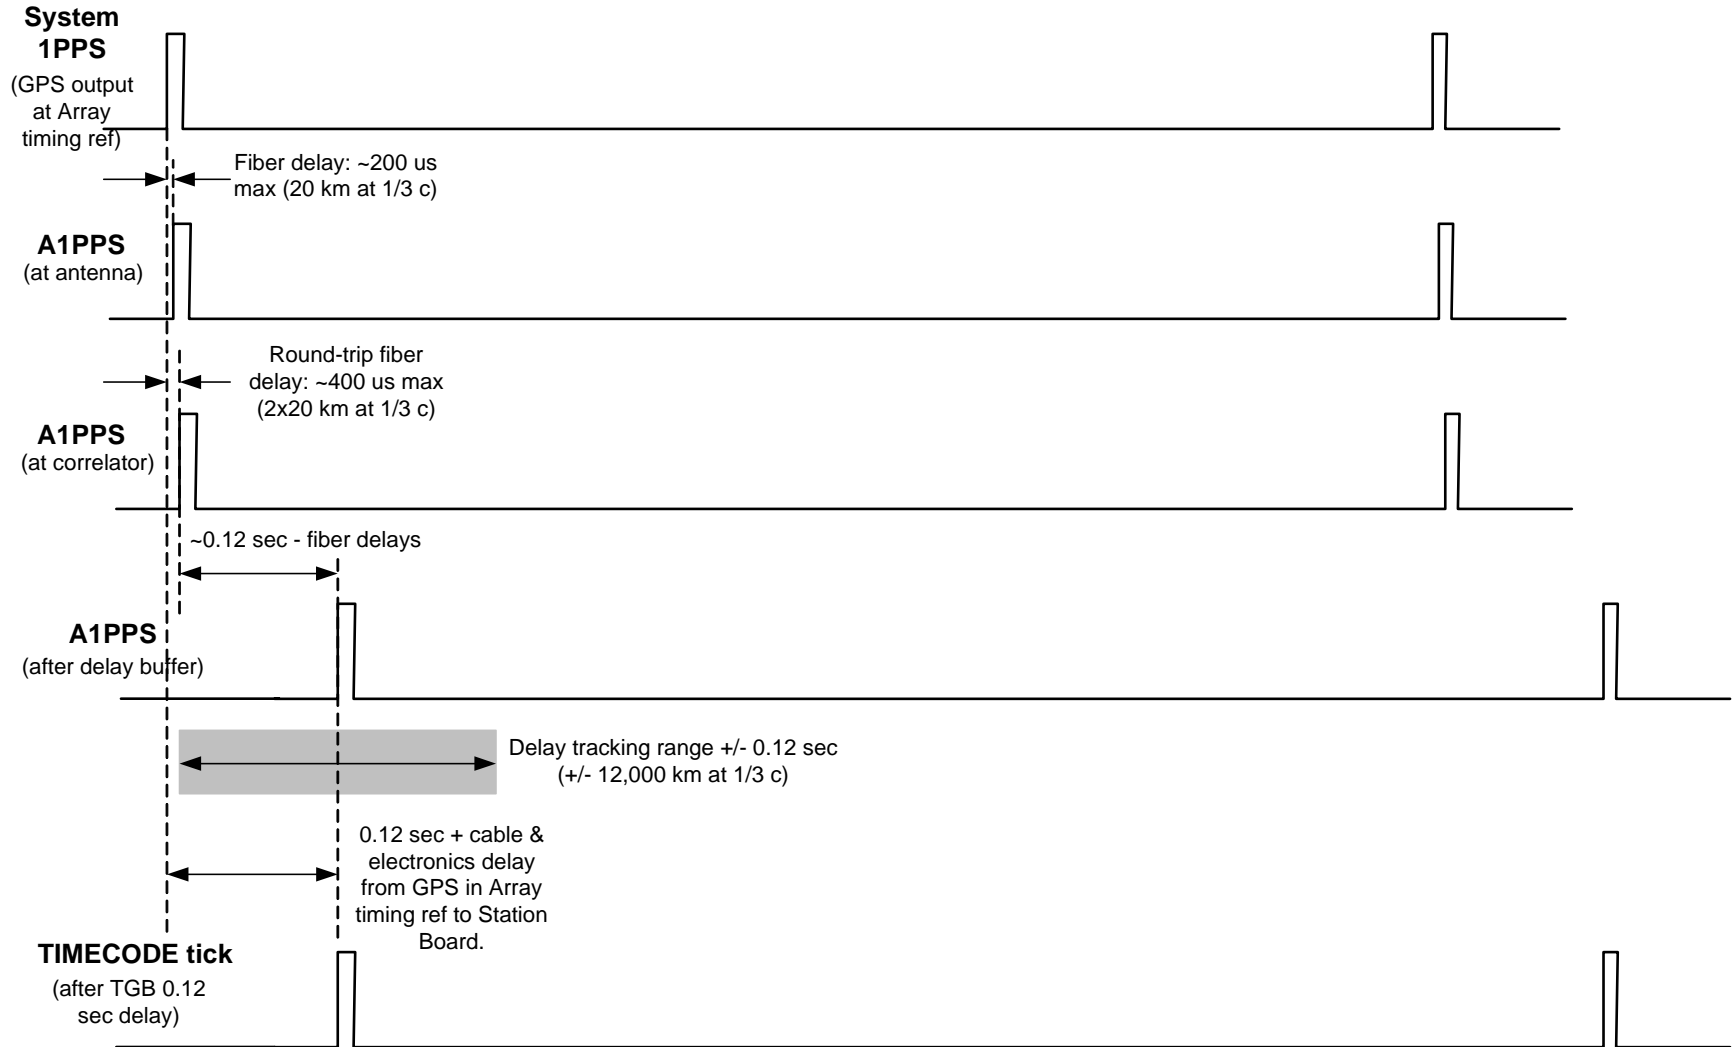 System
1PPS
(GPS output
at Array
timing ref)
Fiber delay: ~200 us
max (20 km at 1/3 c)
A1PPS
(at antenna)
Round-trip fiber
delay: ~400 us max
(2x20 km at 1/3 c)
A1PPS
(at correlator)
~0.12 sec - fiber delays
A1PPS
(after delay buffer)
Delay tracking range +/- 0.12 sec
(+/- 12,000 km at 1/3 c)
0.12 sec + cable &
electronics delay
from GPS in Array
timing ref to Station
Board.
TIMECODE tick
(after TGB 0.12
sec delay)